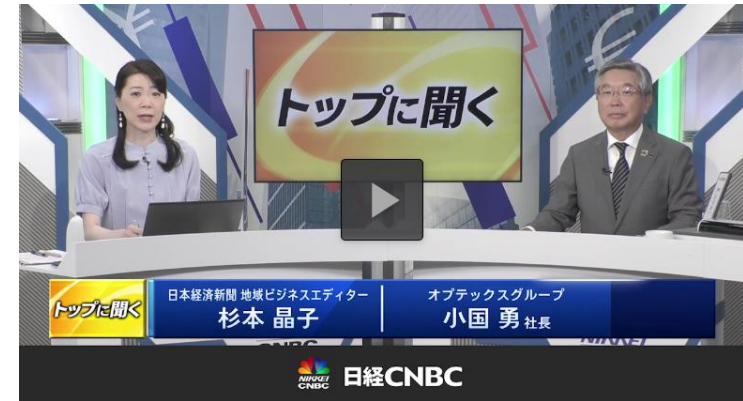 トップに聞く
トップに聞く
日本経済新聞 地域ビジネスエディター
杉本 晶子
オプテックスグループ
小国 勇 社長
NIKKEI
CNBC
日経CNBC